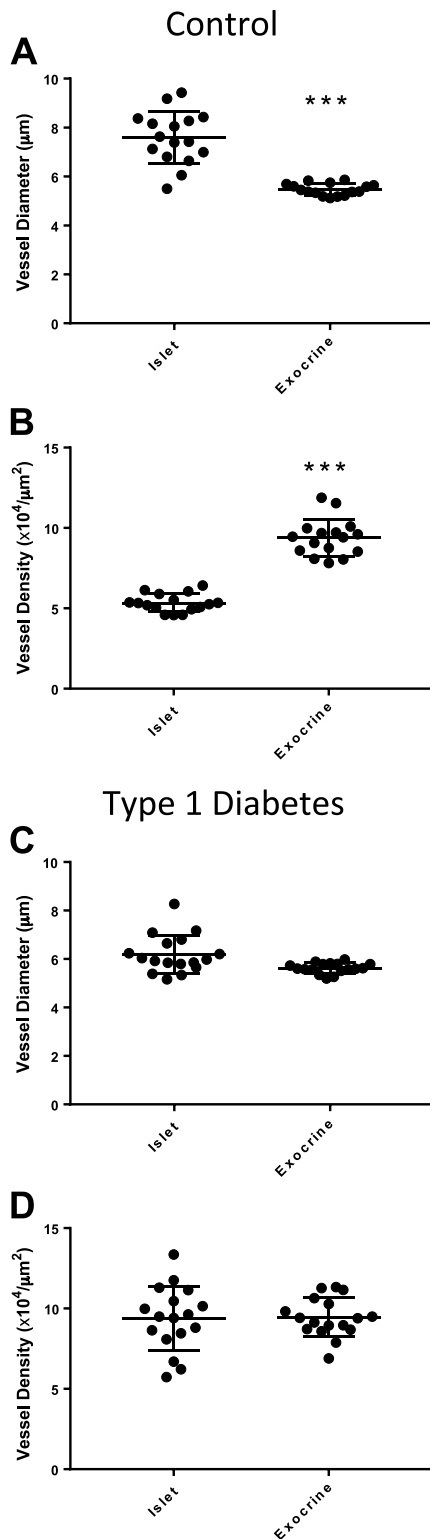 Control
A
Vessel Diameter (μm)
10
8
6
4
2
0
***
Islet
Exocrine
B
Vessel Density (x10⁴/μm²)
15
10
5
0
***
Islet
Exocrine
Type 1 Diabetes
C
Vessel Diameter (μm)
10
8
6
4
2
0
Islet
Exocrine
D
Vessel Density (x10⁴/μm²)
15
10
5
0
Islet
Exocrine